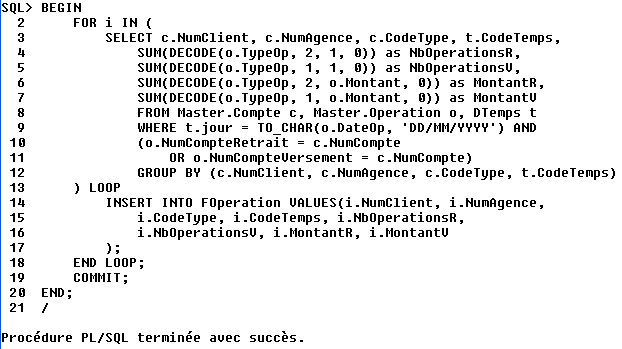 SQL> BEGIN
  2      FOR i IN (
  3          SELECT c.NumClient, c.NumAgence, c.CodeType, t.CodeTemps,
  4              SUM(DECODE(o.TypeOp, 2, 1, 0)) as NbOperationsR,
  5              SUM(DECODE(o.TypeOp, 1, 1, 0)) as NbOperationsV,
  6              SUM(DECODE(o.TypeOp, 2, o.Montant, 0)) as MontantR,
  7              SUM(DECODE(o.TypeOp, 1, o.Montant, 0)) as MontantV
  8              FROM Master.Compte c, Master.Operation o, DTemps t
  9              WHERE t.jour = TO_CHAR(o.DateOp, 'DD/MM/YYYY') AND
 10              (o.NumCompteRetrait = c.NumCompte
 11                  OR o.NumCompteVersement = c.NumCompte)
 12              GROUP BY (c.NumClient, c.NumAgence, c.CodeType, t.CodeTemps)
 13      ) LOOP
 14          INSERT INTO FOperation VALUES(i.NumClient, i.NumAgence,
 15              i.CodeType, i.CodeTemps, i.NbOperationsR,
 16              i.NbOperationsV, i.MontantR, i.MontantV
 17          );
 18      END LOOP;
 19      COMMIT;
 20  END;
 21  /
Procédure PL/SQL terminée avec succès.